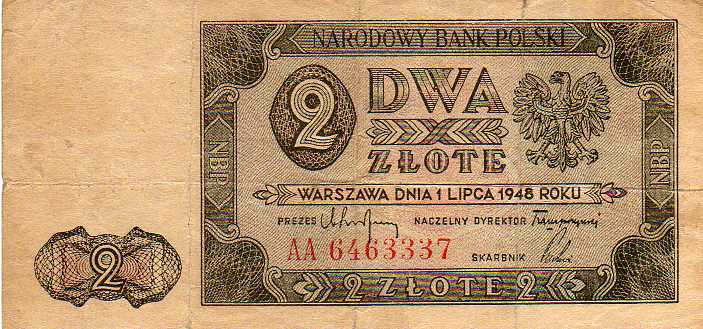 NARODOWY BANK POLSKI
2 DWA
ZŁOTE
NBP
NBP
WARSZAWA DNIA 1 LIPCA 1948 ROKU
PREZES NACZELNY DYREKTOR
AA 6463337
SKARBNIK
2
2 ZŁOTE 2